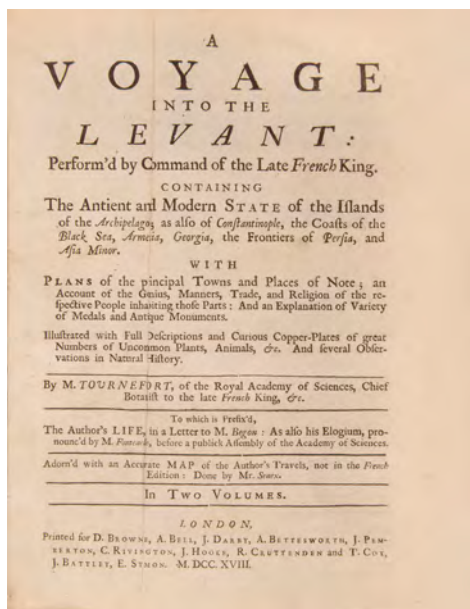 A
VOYAGE
INTO THE
LEVANT:
Perform'd by Command of the Late French King.
CONTAINING
The Antient and Modern STATE of the Iſlands
of the Archipelago; as alſo of Conſtantinople, the Coaſts of the
Black Sea, Armenia, Georgia, the Frontiers of Perſia, and
Aſia Minor.
WITH
PLANS of the pincipal Towns and Places of Note; an
Account of the Genius, Manners, Trade, and Religion of the re-
ſpective People inhabiting thoſe Parts: And an Explanation of Variety
of Medals and Antique Monuments.
Illuſtrated with Full Deſcriptions and Curious Copper-Plates of great
Numbers of Uncommon Plants, Animals, &c. And ſeveral Obſer-
vations in Natural Hiſtory.
By M. TOURNEFORT, of the Royal Academy of Sciences, Chief
Botaniſt to the late French King, &c.
To which is Prefix'd,
The Author's LIFE, in a Letter to M. Begon: As alſo his Elogium, pro-
nounc'd by M. before a publick Aſſembly of the Academy of Sciences.
Adorn'd with an Accurate MAP of the Author's Travels, not in the French
Edition: Done by Mr. Senex.
In TWO VOLUMES.
LONDON,
Printed for D. BROWNE, A. BELL, J. DARBY, A. BETTESWORTH, J. PEM-
BERTON, C. RIVINGTON, J. HOOKE, R. CRUTTENDEN and T. COX,
J. BATTLEY, E. SYMON. M.DCC.XVIII.